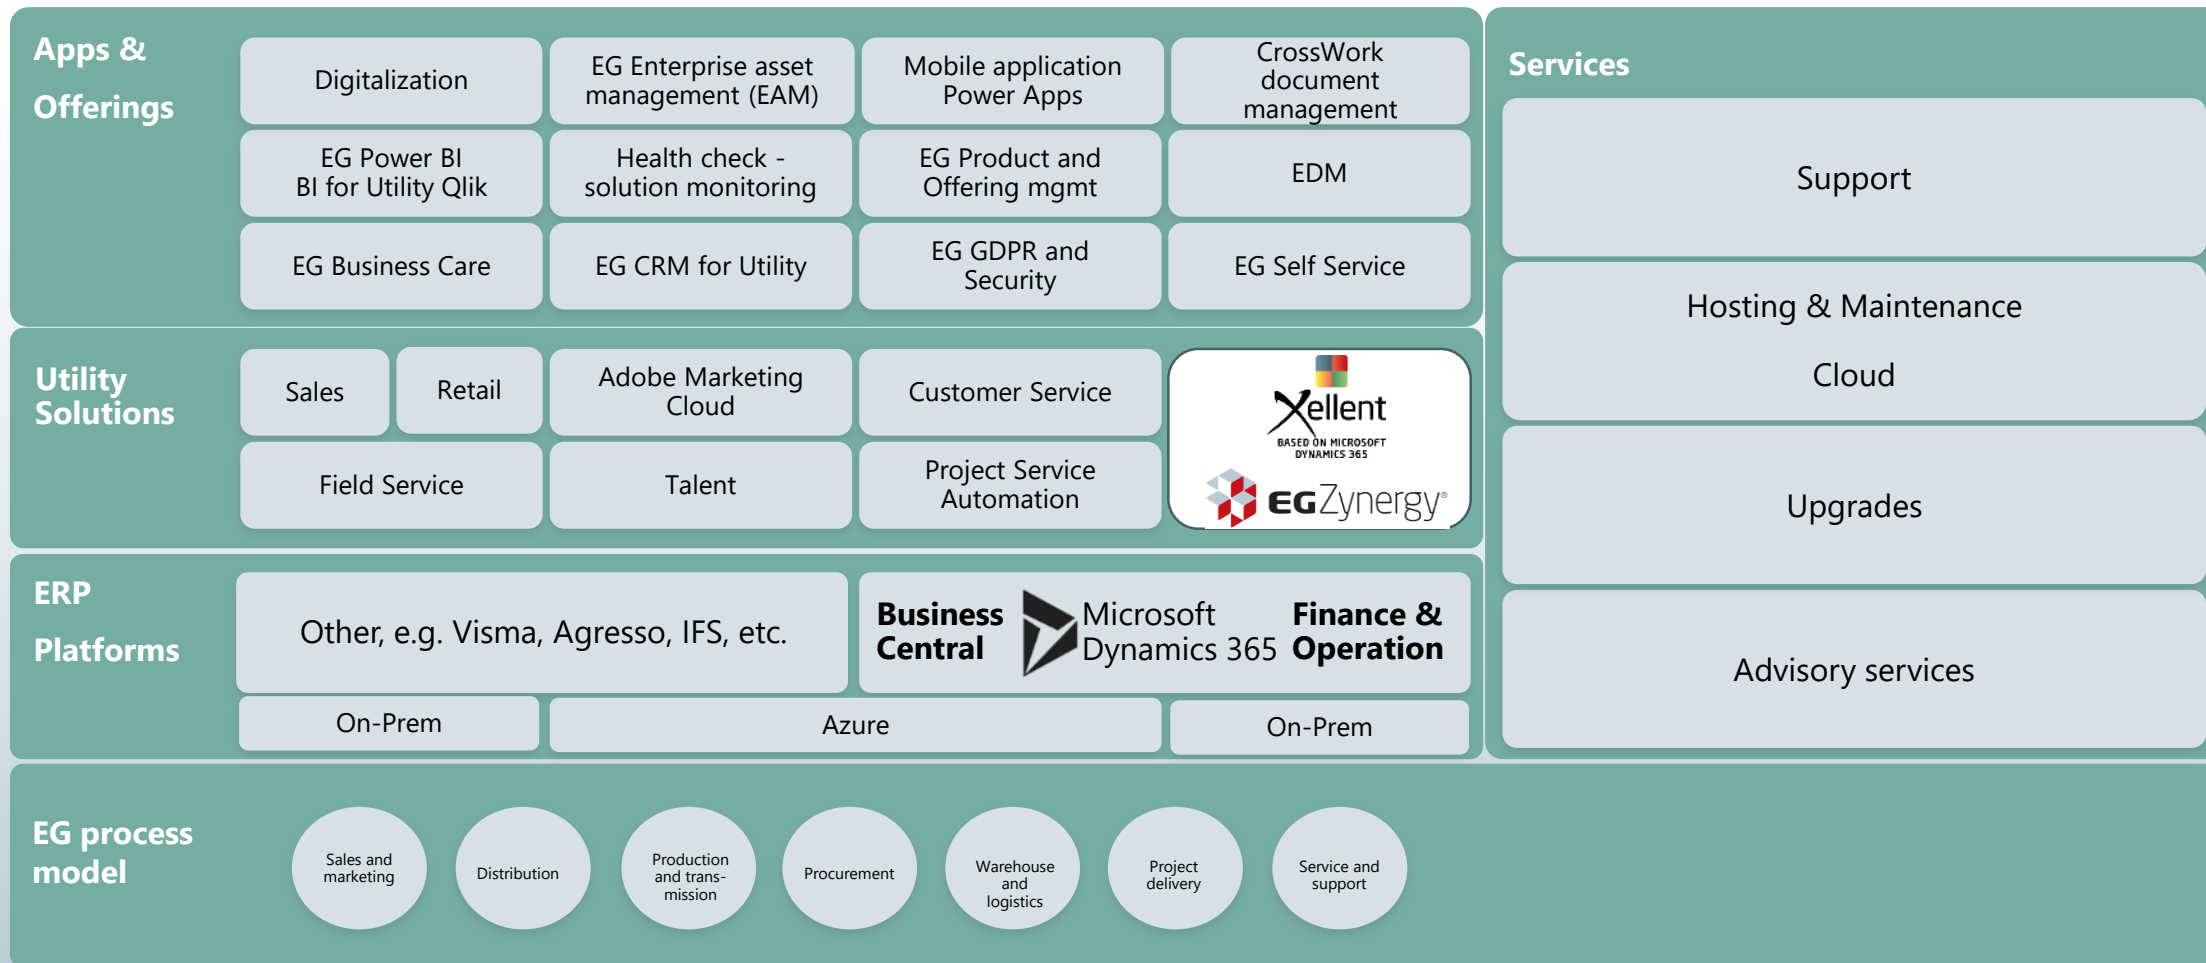 Apps &
Offerings
Digitalization
EG Enterprise asset
management (EAM)
Mobile application
Power Apps
CrossWork
document
management
EG Power BI
BI for Utility Qlik
Health check -
solution monitoring
EG Product and
Offering mgmt
EDM
EG Business Care
EG CRM for Utility
EG GDPR and
Security
EG Self Service
Utility
Solutions
Sales
Retail
Adobe Marketing
Cloud
Customer Service
Field Service
Talent
Project Service
Automation
Xellent
BASED ON MICROSOFT
DYNAMICS 365
EG Zynergy®
ERP
Platforms
Other, e.g. Visma, Agresso, IFS, etc.
Business
Central
Microsoft
Dynamics 365
Finance &
Operation
On-Prem
Azure
On-Prem
Services
Support
Hosting & Maintenance
Cloud
Upgrades
Advisory services
EG process
model
Sales and
marketing
Distribution
Production
and trans-
mission
Procurement
Warehouse
and
logistics
Project
delivery
Service and
support